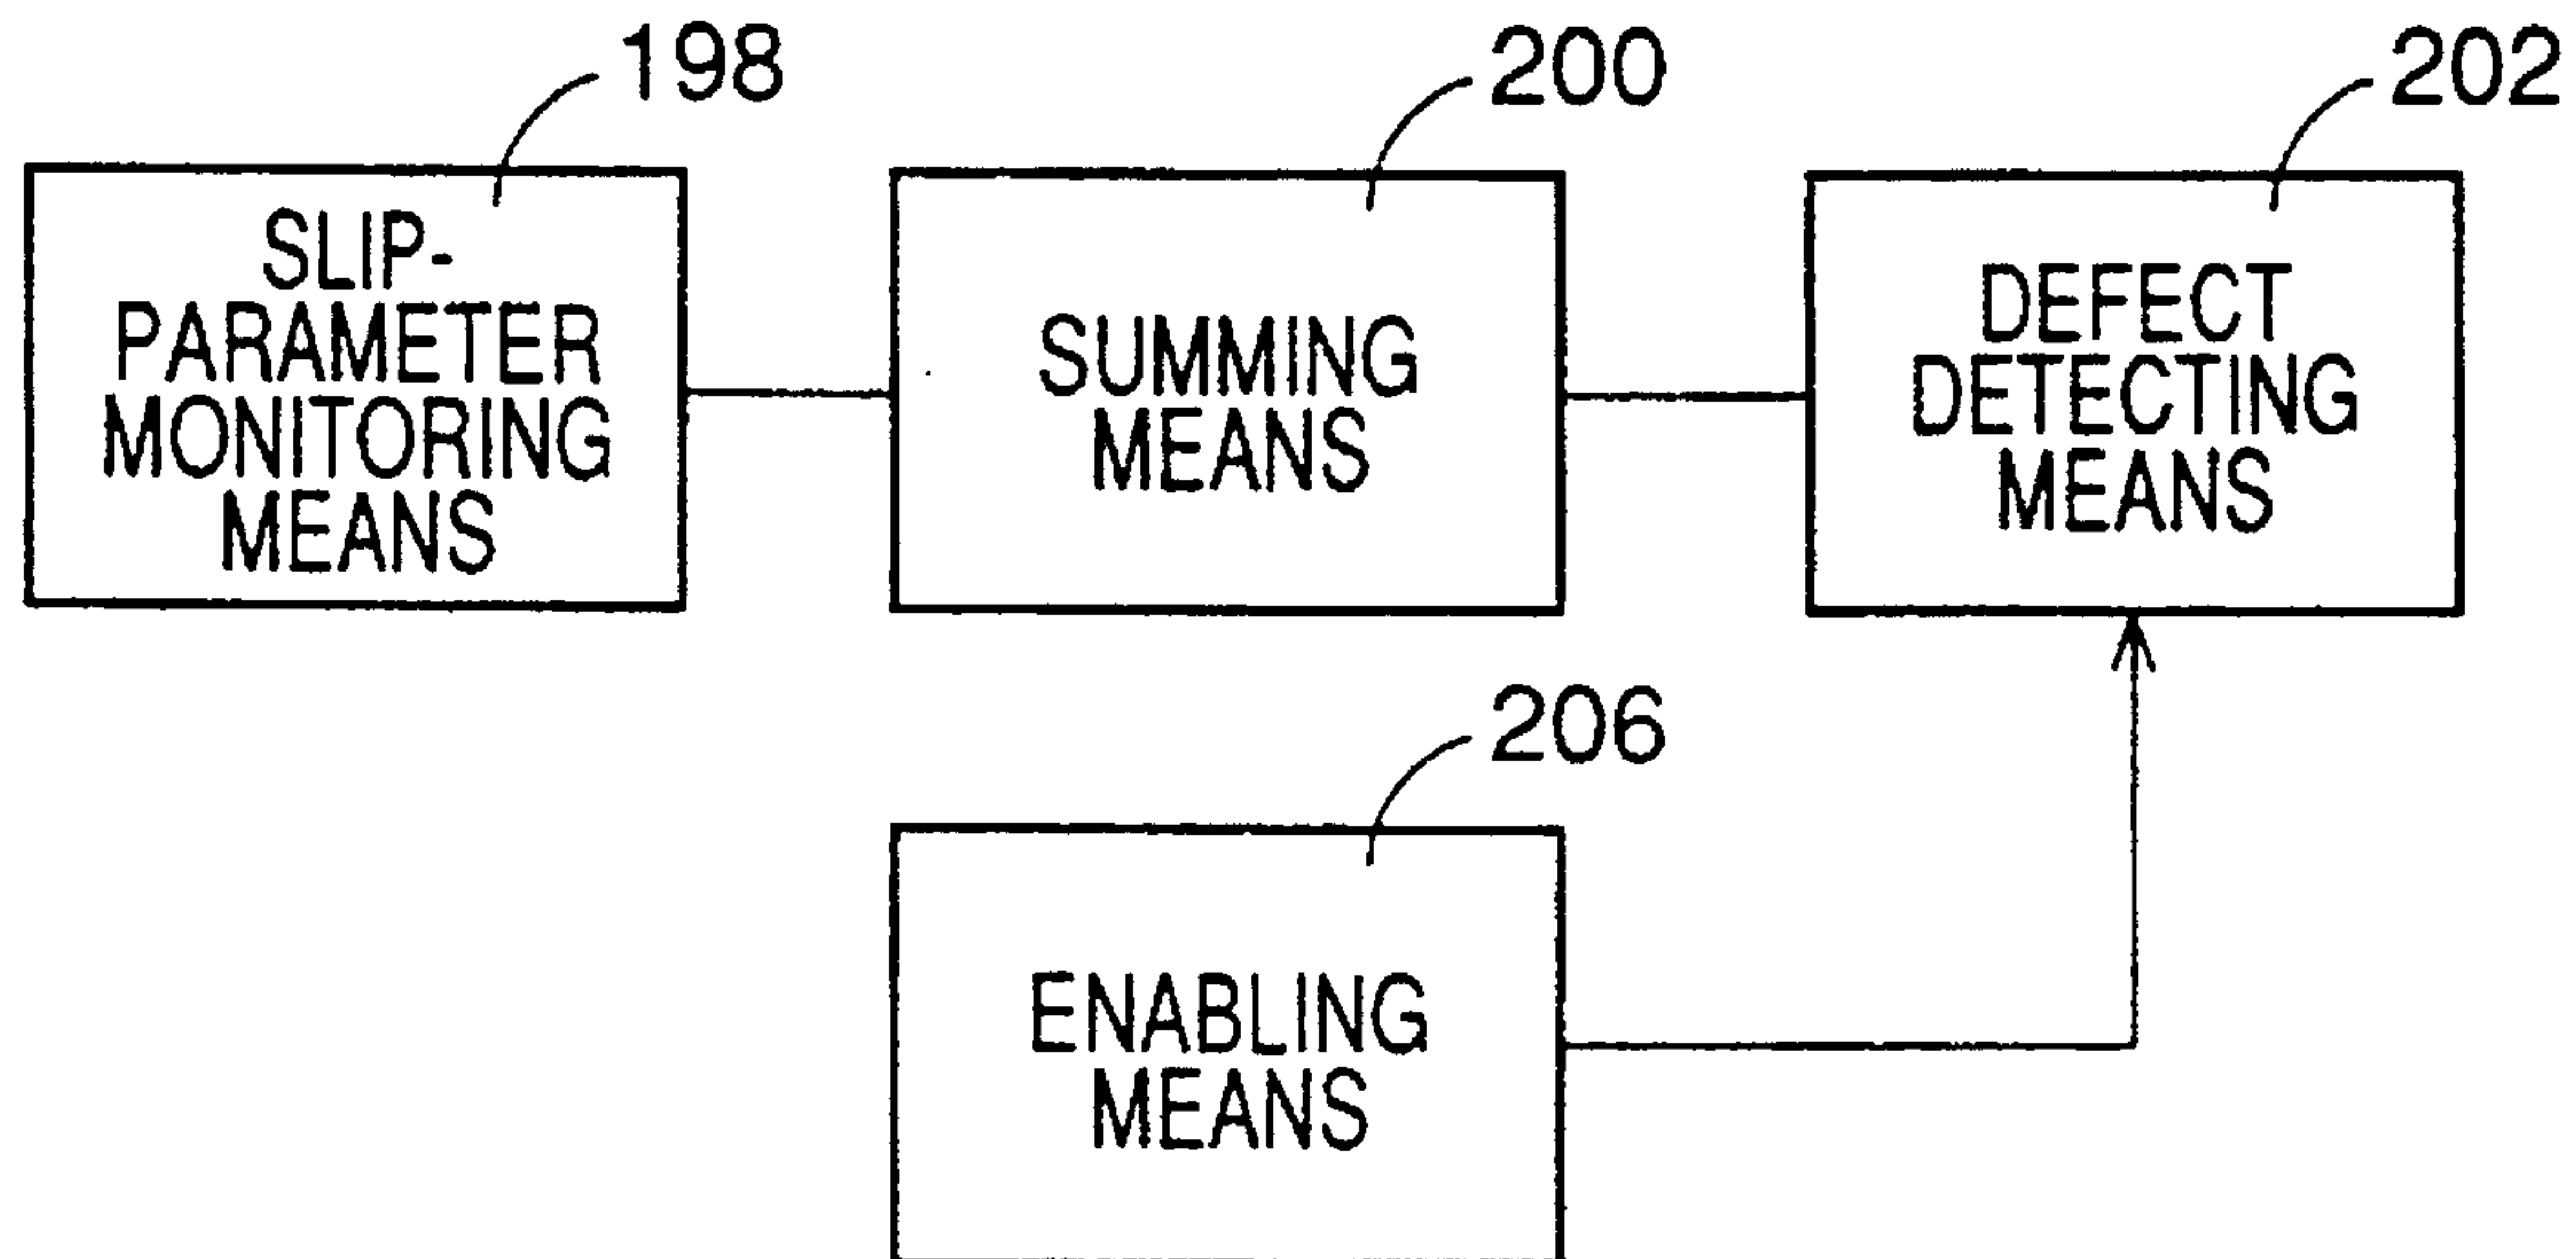 198
200
202
SLIP-
PARAMETER
MONITORING
MEANS
SUMMING
MEANS
DEFECT
DETECTING
MEANS
206
ENABLING
MEANS